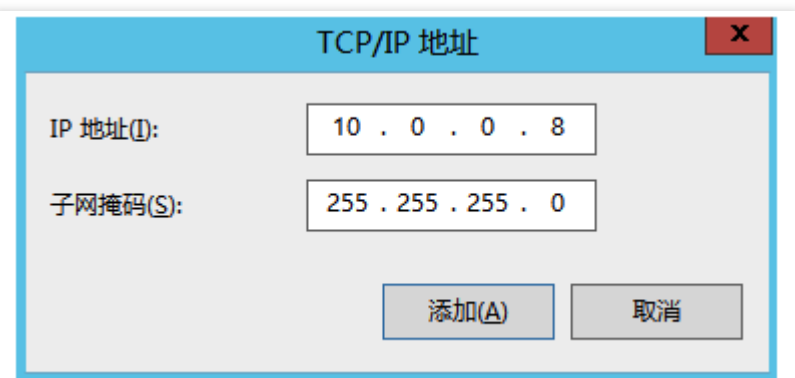 TCP/IP 地址
x
IP 地址(I): 10 . 0 . 0 . 8
子网掩码(S): 255 . 255 . 255 . 0
添加(A) 取消